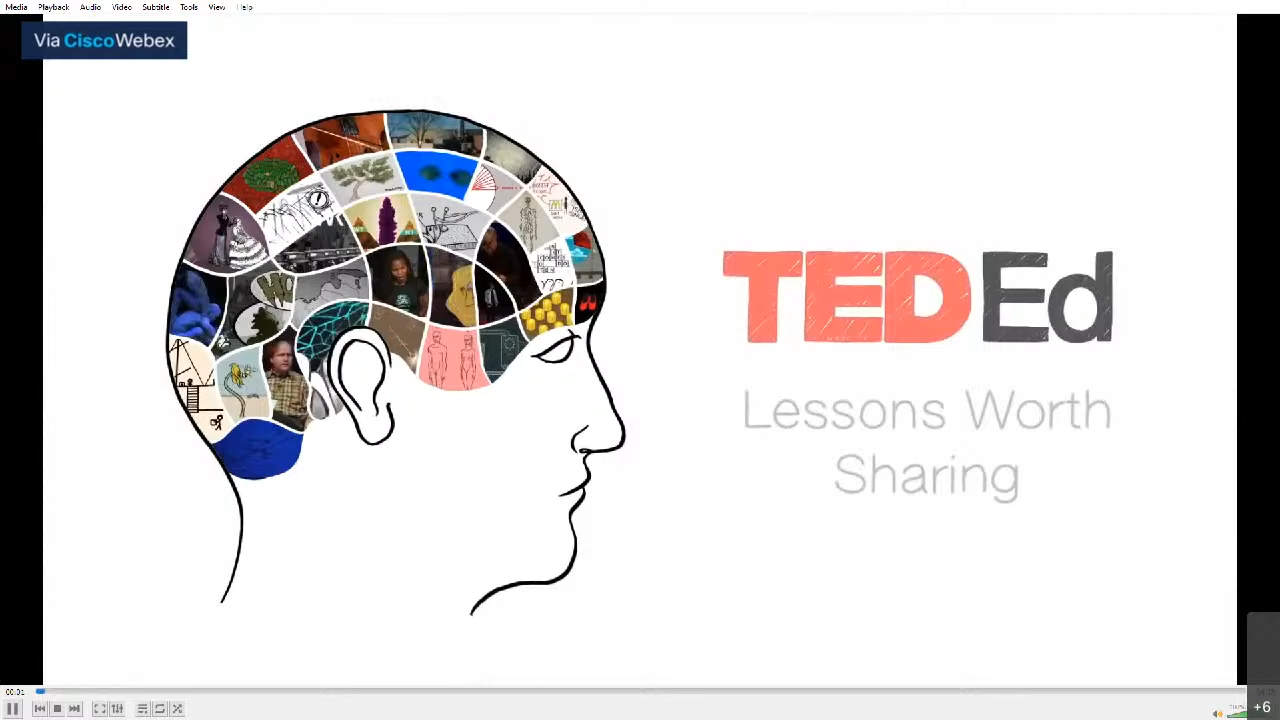 Media Playback Audio Video Subtitle Tools View Help
Via CiscoWebex
TEDEd
Lessons Worth
Sharing
00:01
+6